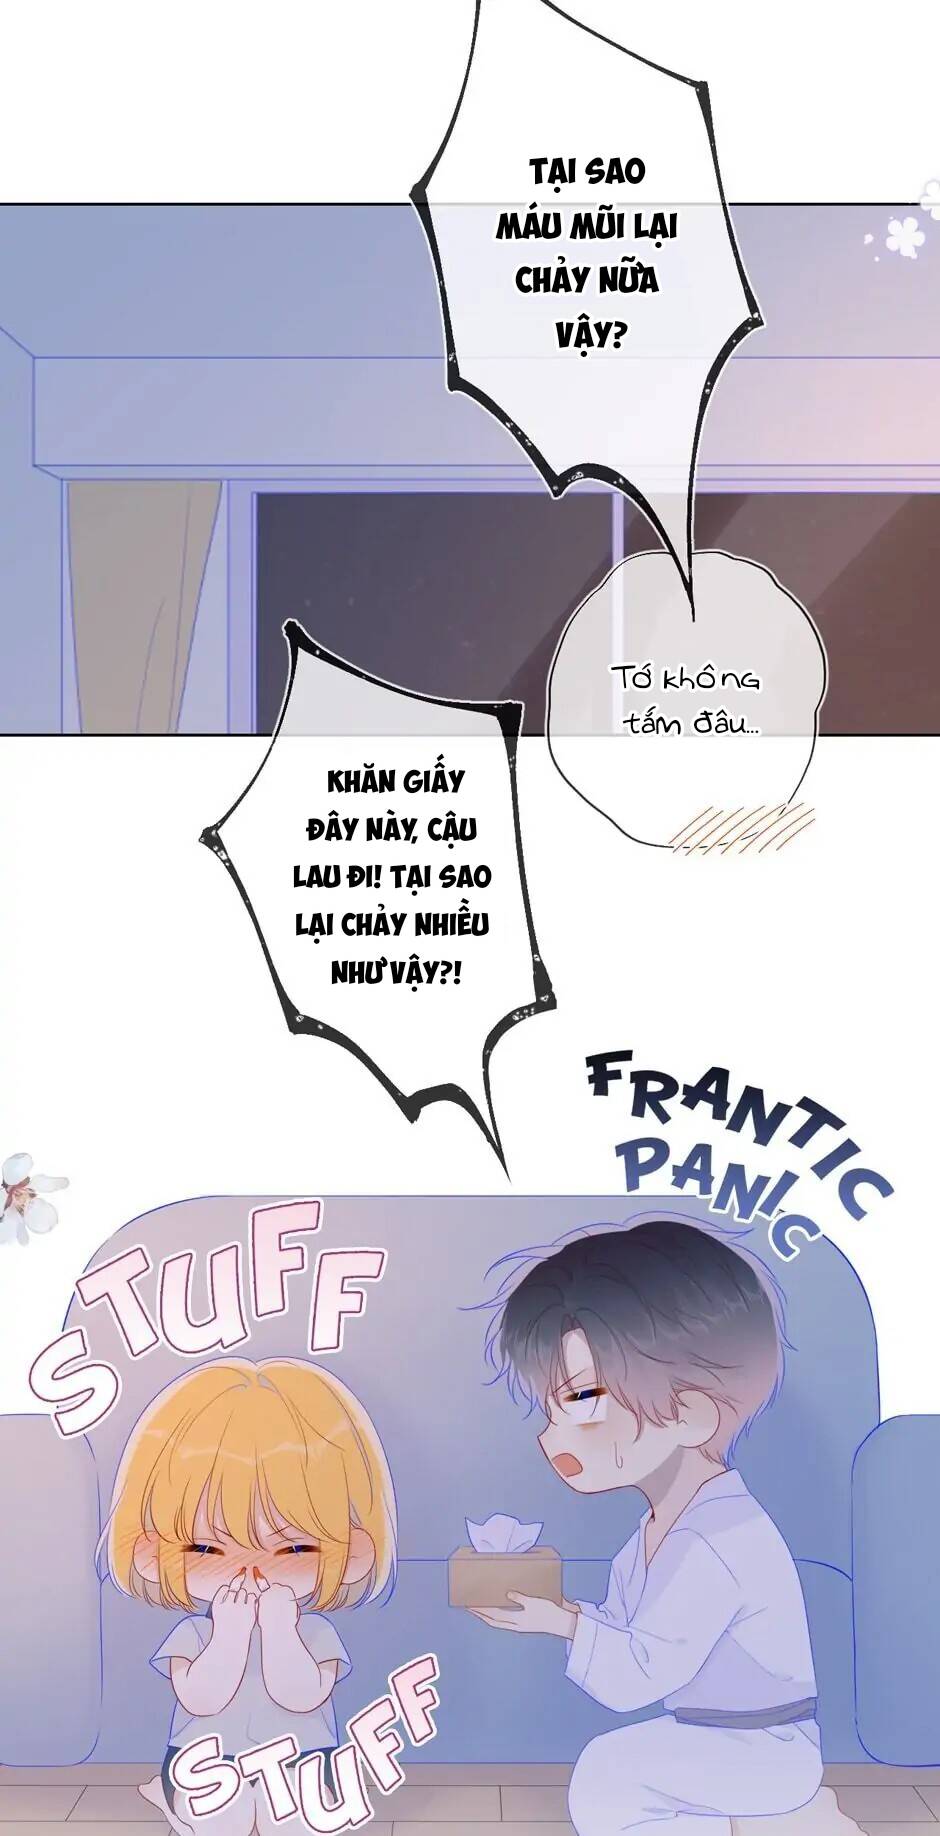 TẠI SAO
MÁU MŨI LẠI
CHẢY NỮA
VẬY?
Tớ không
tắm đâu...
KHĂN GIẤY
ĐÂY NÀY, CẬU
LAU ĐI! TẠI SAO
LẠI CHẢY NHIỀU
NHƯ VẬY?!
FRANTIC
PANIC
STUFF
STUFF